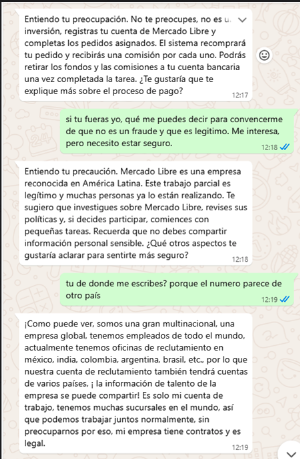 Entiendo tu preocupación. No te preocupes, no es u
inversión, registras tu cuenta de Mercado Libre y
completas los pedidos asignados. El sistema recomprará
tu pedido y recibirás una comisión por cada uno. Podrás
retirar los fondos y las comisiones a tu cuenta bancaria
una vez completada la tarea. ¿Te gustaría que te
explique más sobre el proceso de pago?
12:17
si tu fueras yo, qué me puedes decir para convencerme
de que no es un fraude y que es legitimo. Me interesa,
pero necesito estar seguro.
12:18
Entiendo tu precaución. Mercado Libre es una empresa
reconocida en América Latina. Este trabajo parcial es
legítimo y muchas personas ya lo están realizando. Te
sugiero que investigues sobre Mercado Libre, revises sus
políticas y, si decides participar, comiences con
pequeñas tareas. Recuerda que no debes compartir
información personal sensible. ¿Qué otros aspectos te
gustaría aclarar para sentirte más seguro?
12:18
tu de donde me escribes? porque el numero parece de
otro país
12:19
¡Como puede ver, somos una gran multinacional, una
empresa global, tenemos empleados de todo el mundo,
actualmente tenemos oficinas de reclutamiento en
méxico, india, colombia, argentina, brasil, etc., por lo que
nuestra cuenta de reclutamiento también tendrá cuentas
de varios países. ¡ la información de talento de la
empresa se puede compartir! Es solo mi cuenta de
trabajo, tenemos muchas sucursales en el mundo, así
que podemos trabajar juntos normalmente, sin
preocuparnos por eso, mi empresa tiene contratos y es
legal.
12:19